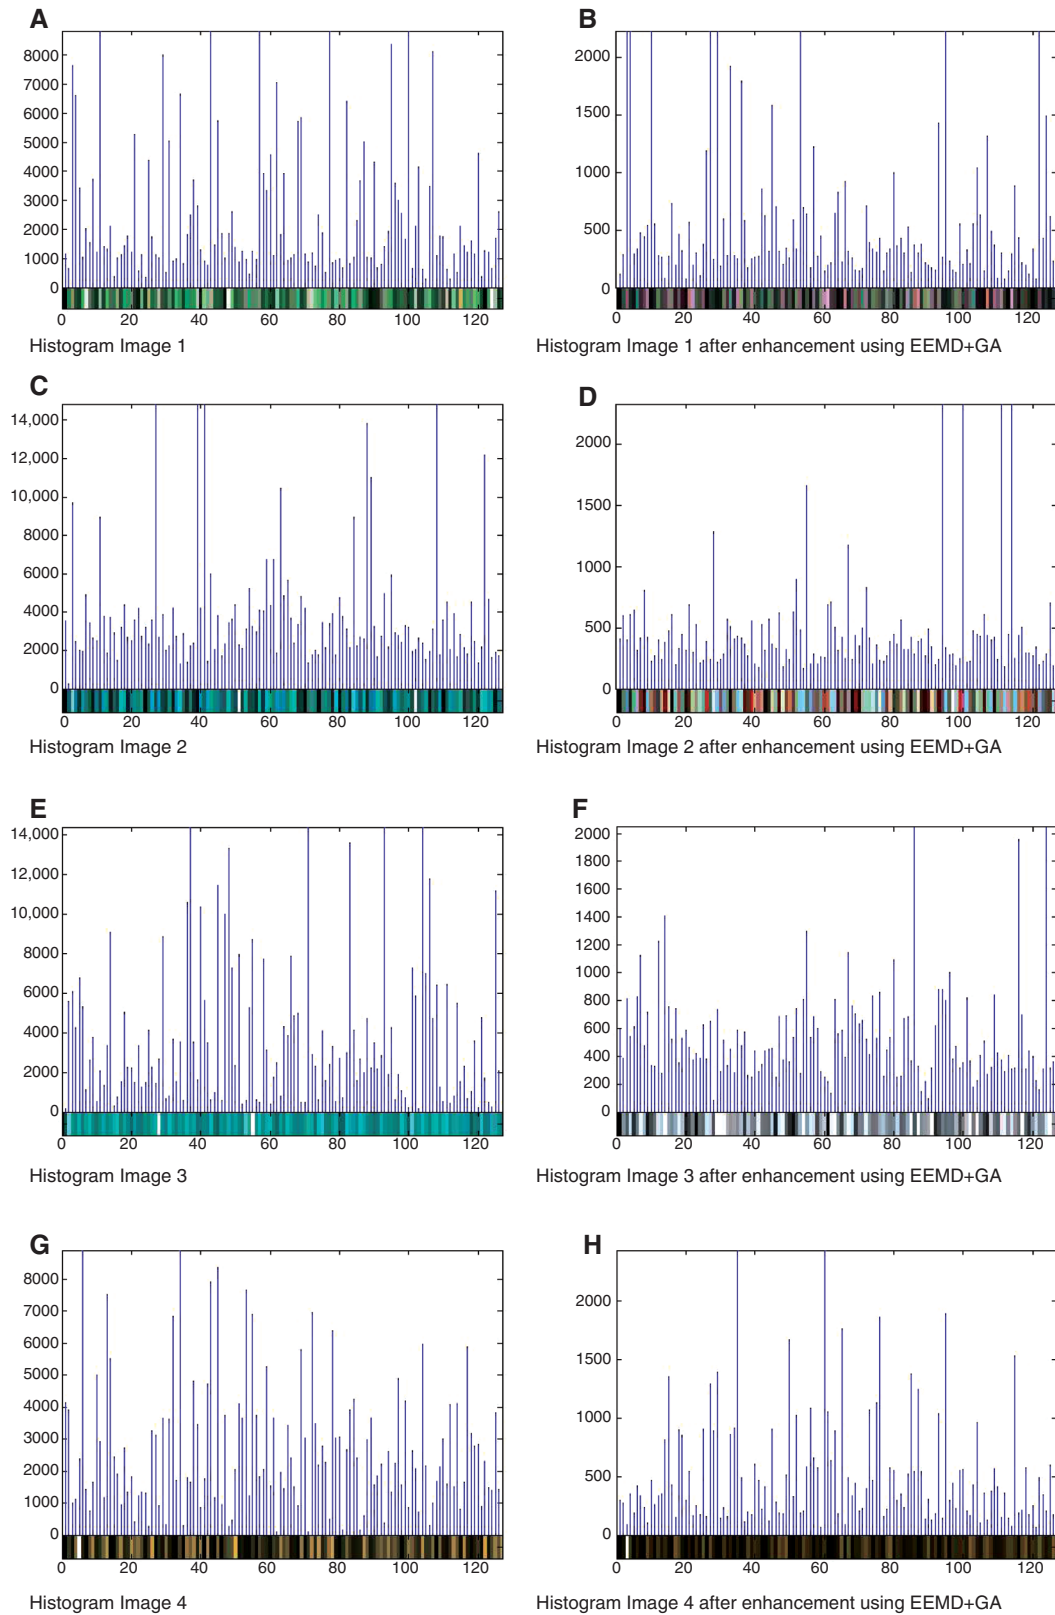 A
8000
7000
6000
5000
4000
3000
2000
1000
0
0 20 40 60 80 100 120
Histogram Image 1
B
2000
1500
1000
500
0
0 20 40 60 80 100 120
Histogram Image 1 after enhancement using EEMD+GA
C
14,000
12,000
10,000
8000
6000
4000
2000
0
0 20 40 60 80 100 120
Histogram Image 2
D
2000
1500
1000
500
0
0 20 40 60 80 100 120
Histogram Image 2 after enhancement using EEMD+GA
E
14,000
12,000
10,000
8000
6000
4000
2000
0
0 20 40 60 80 100 120
Histogram Image 3
F
2000
1800
1600
1400
1200
1000
800
600
400
200
0
0 20 40 60 80 100 120
Histogram Image 3 after enhancement using EEMD+GA
G
8000
7000
6000
5000
4000
3000
2000
1000
0
0 20 40 60 80 100 120
Histogram Image 4
H
2000
1500
1000
500
0
0 20 40 60 80 100 120
Histogram Image 4 after enhancement using EEMD+GA